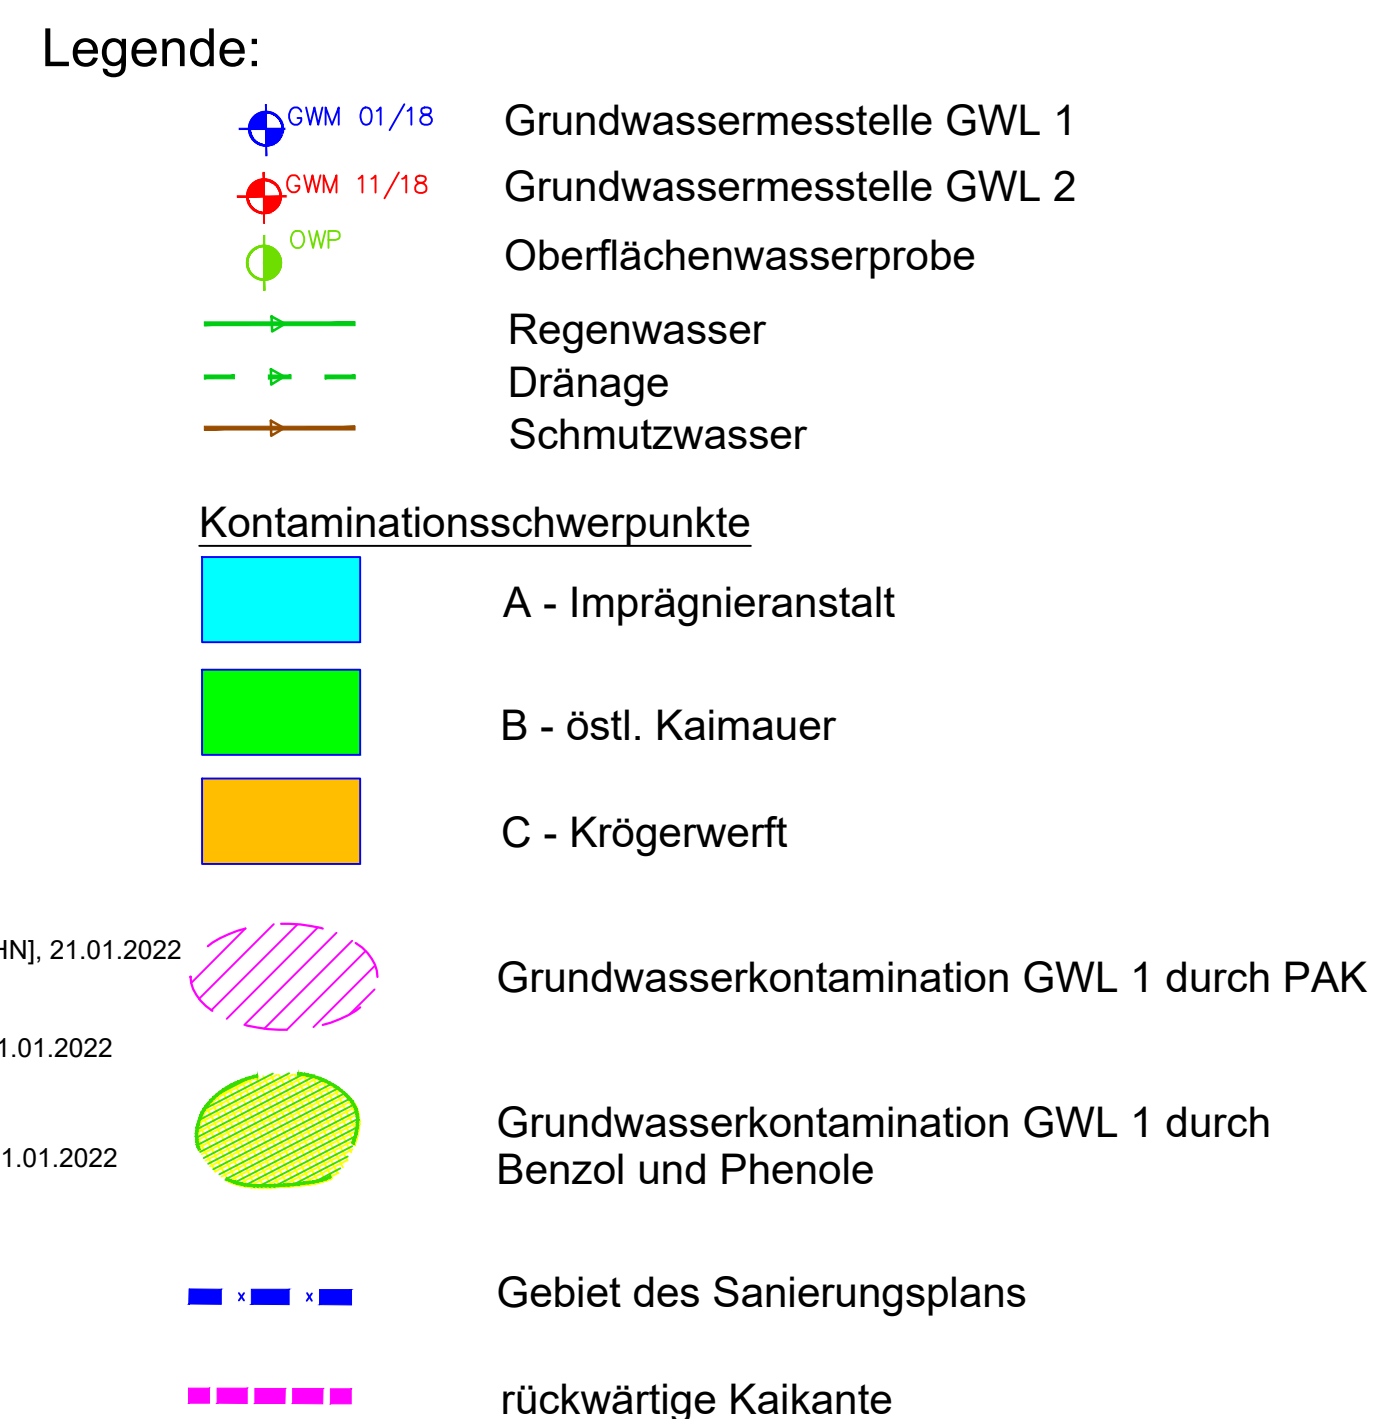 Legende:
GWM 01/18 Grundwassermesstelle GWL 1
GWM 11/18 Grundwassermesstelle GWL 2
OWP Oberflächenwasserprobe
Regenwasser
Dränage
Schmutzwasser
Kontaminationsschwerpunkte
A - Imprägnieranstalt
B - östl. Kaimauer
C - Krögerwerft
HN], 21.01.2022
Grundwasserkontamination GWL 1 durch PAK
1.01.2022
Grundwasserkontamination GWL 1 durch
Benzol und Phenole
1.01.2022
x x
Gebiet des Sanierungsplans
rückwärtige Kaikante